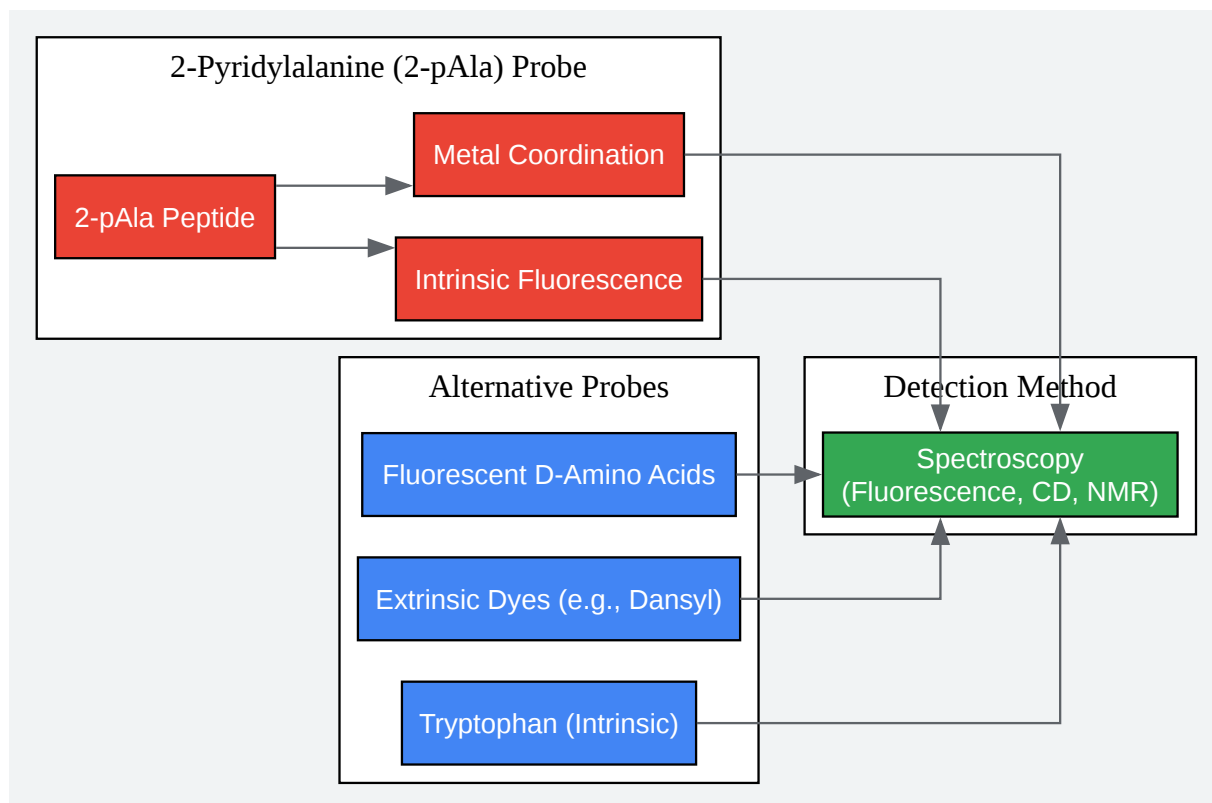 2-Pyridylalanine (2-pAla) Probe
Metal Coordination
2-pAla Peptide
Intrinsic Fluorescence
Alternative Probes
Fluorescent D-Amino Acids
Extrinsic Dyes (e.g., Dansyl)
Tryptophan (Intrinsic)
Detection Method
Spectroscopy
(Fluorescence, CD, NMR)